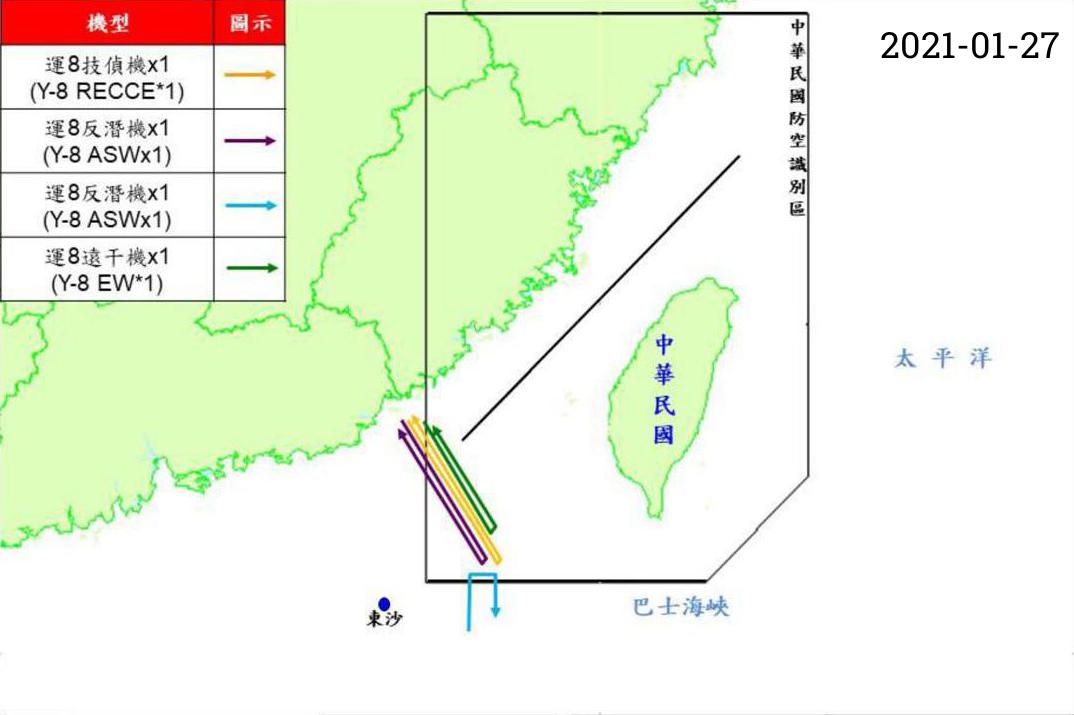 機型 圖示
運8技偵機x1
(Y-8 RECCE*1)
運8反潛機x1
(Y-8 ASWx1)
運8反潛機x1
(Y-8 ASWx1)
運8遠干機x1
(Y-8 EW*1)
2021-01-27
中華民國防空識別區
中華民國
太平洋
巴士海峽
東沙